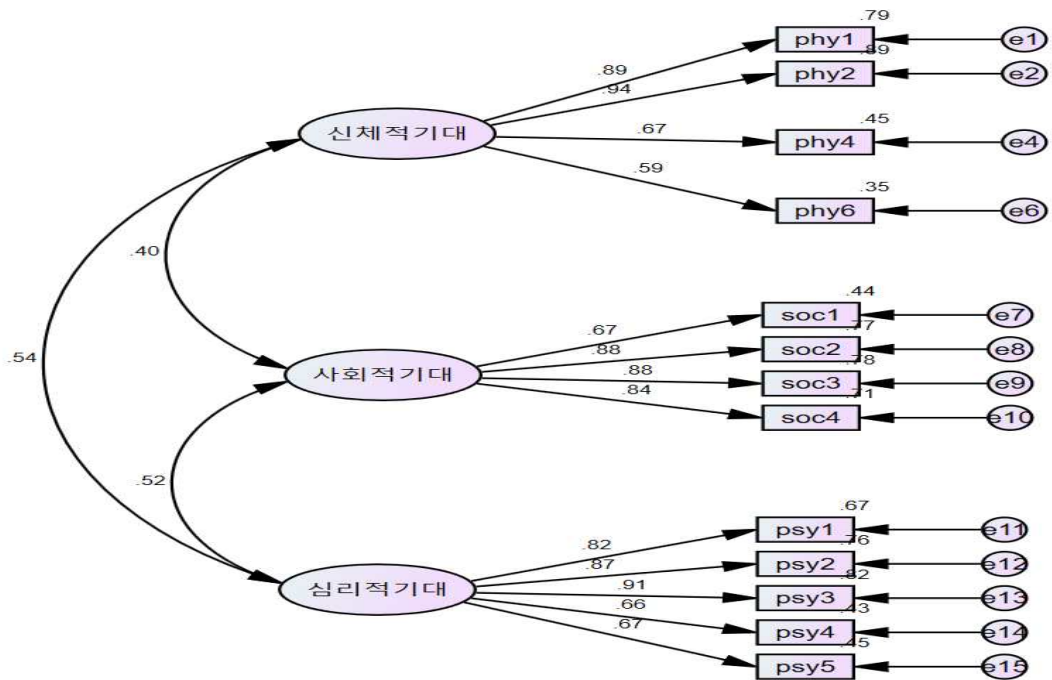 .79
phy1
e1
.89
.89
phy2
e2
.94
신체적기대
.45
.67
phy4
e4
.59
.35
phy6
e6
.40
.44
soc1
e7
.67
.77
soc2
e8
.88
.54
사회적기대
.78
.88
soc3
e9
.84
.71
soc4
e10
.52
.67
psy1
e11
.82
.76
psy2
e12
.87
심리적기대
.82
.91
psy3
e13
.66
.43
psy4
e14
.67
.45
psy5
e15